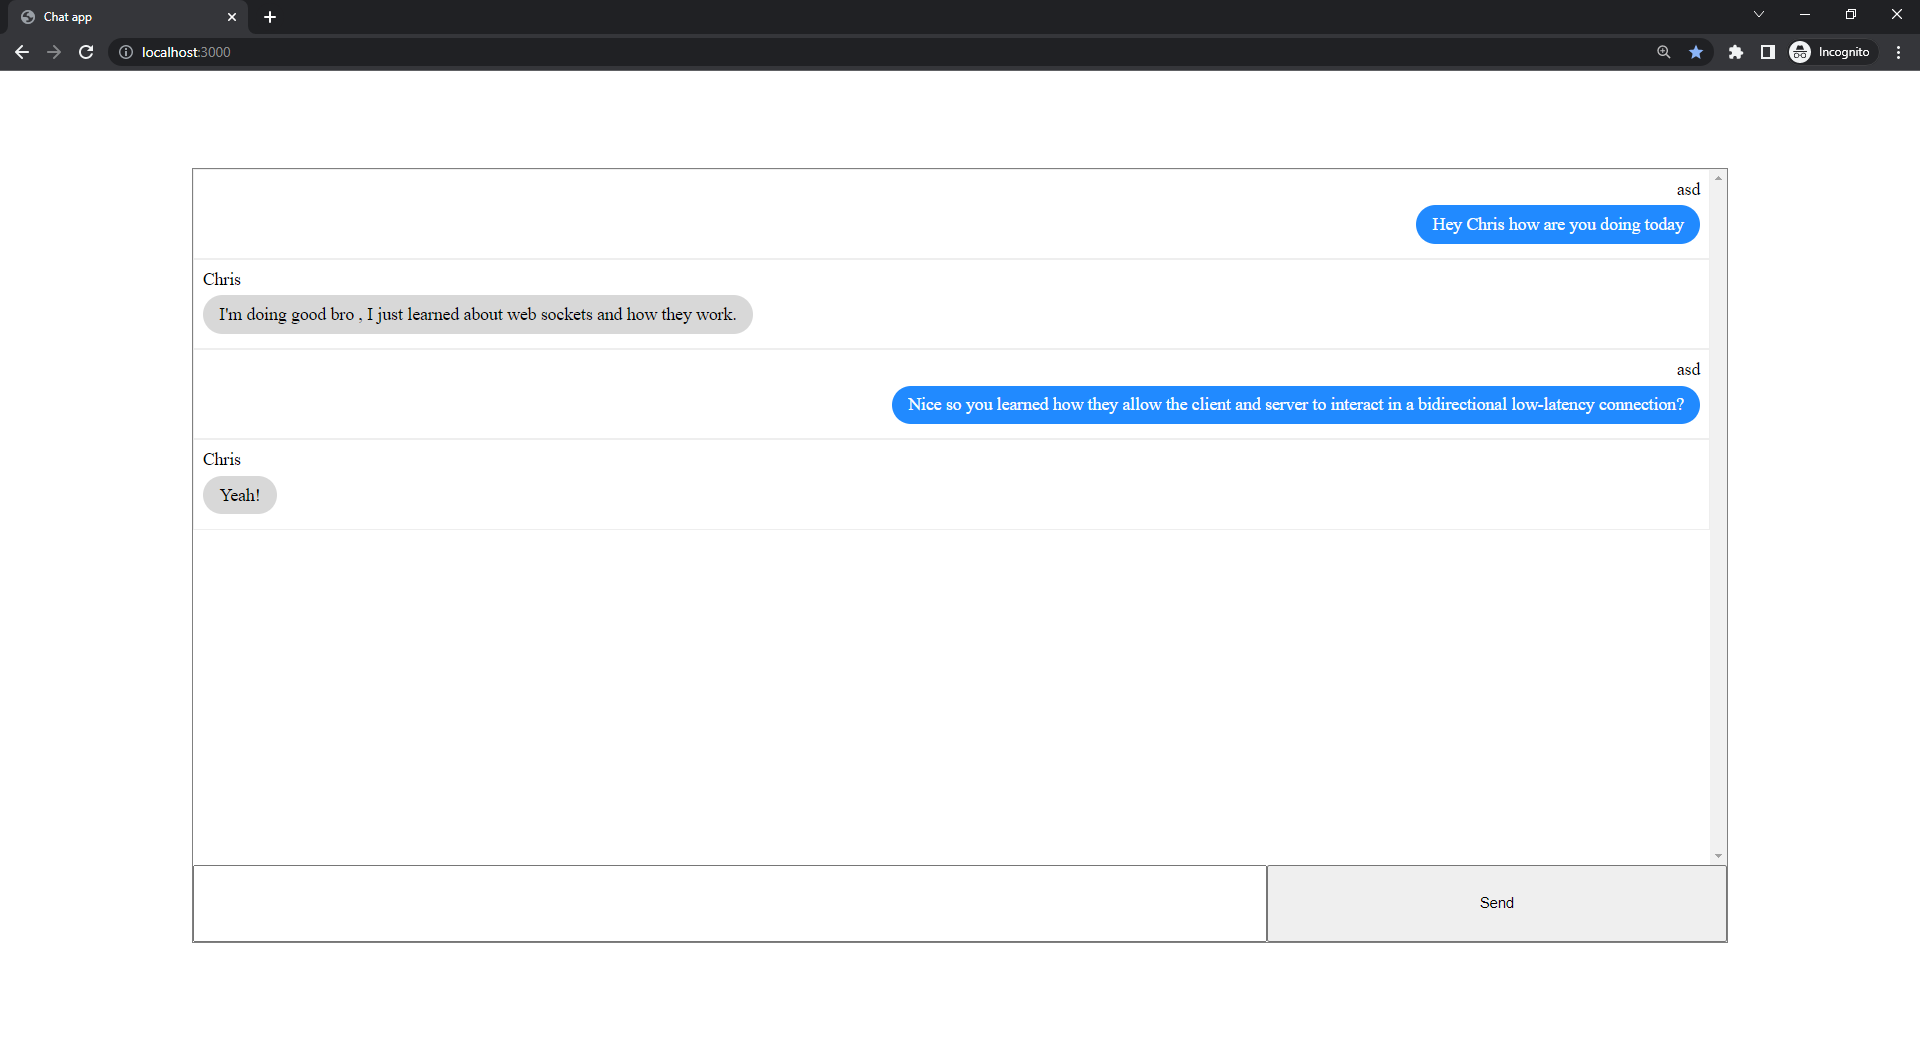 Chat app
localhost:3000
Incognito
asd
Hey Chris how are you doing today
Chris
I'm doing good bro , I just learned about web sockets and how they work.
asd
Nice so you learned how they allow the client and server to interact in a bidirectional low-latency connection?
Chris
Yeah!
Send